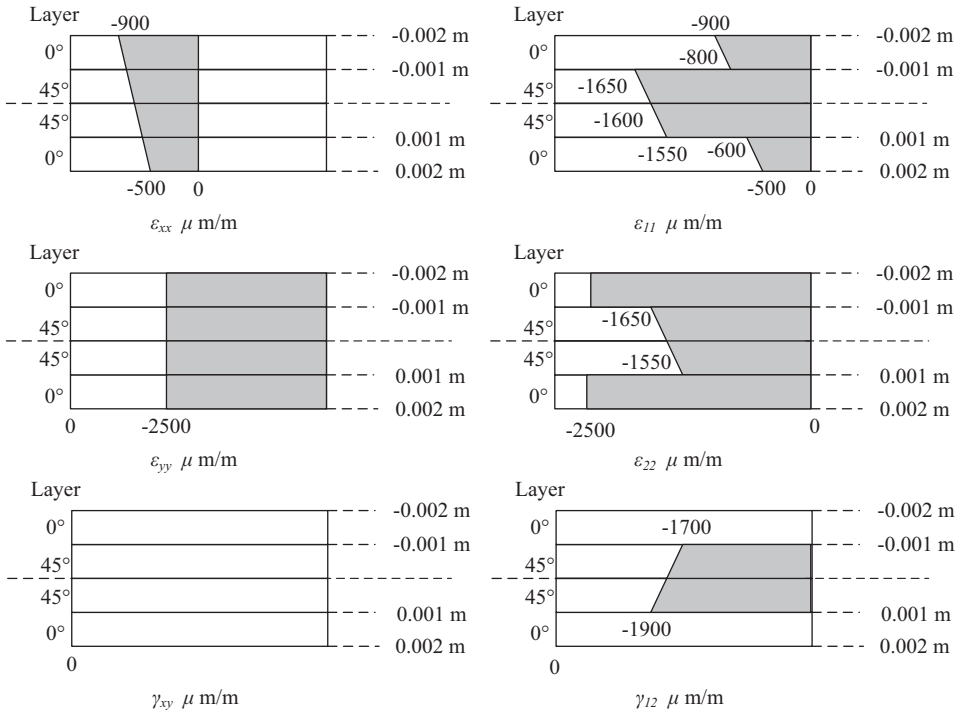 Layer
-900
0°
45°
45°
0°
-0.002 m
-0.001 m
0.001 m
0.002 m
-500
0
εxx μ m/m
Layer
-900
-800
-1650
-1600
-1550
-600
-500
0
0°
45°
45°
0°
-0.002 m
-0.001 m
0.001 m
0.002 m
ε11 μ m/m
Layer
0°
45°
45°
0°
-0.002 m
-0.001 m
0.001 m
0.002 m
0
-2500
εyy μ m/m
Layer
0°
45°
45°
0°
-1650
-1550
-0.002 m
-0.001 m
0.001 m
0.002 m
-2500
0
ε22 μ m/m
Layer
0°
45°
45°
0°
-0.002 m
-0.001 m
0.001 m
0.002 m
0
γxy μ m/m
Layer
0°
45°
45°
0°
-1700
-1900
-0.002 m
-0.001 m
0.001 m
0.002 m
0
γ12 μ m/m